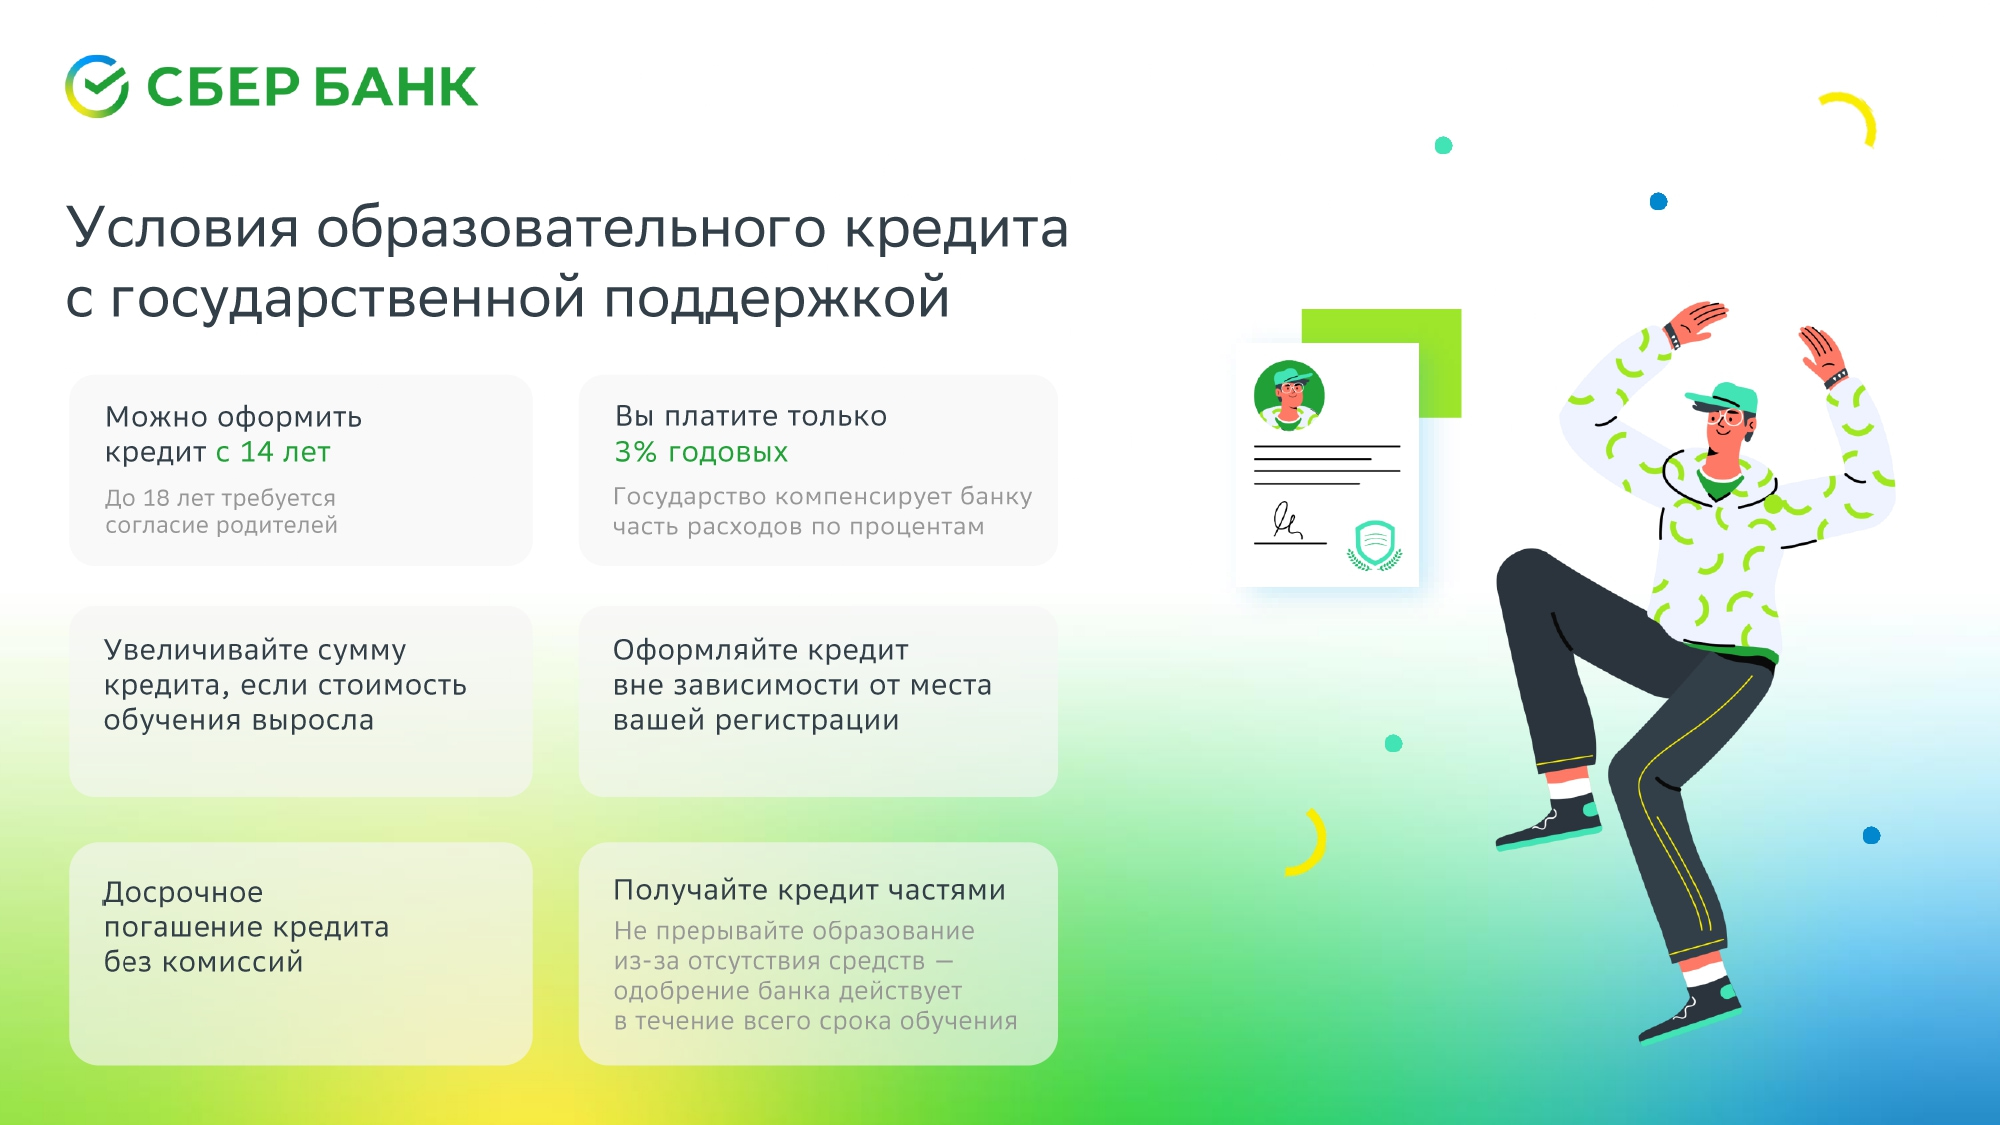 СБЕР БАНК
Условия образовательного кредита
с государственной поддержкой
Можно оформить
кредит с 14 лет
До 18 лет требуется
согласие родителей
Вы платите только
3% годовых
Государство компенсирует банку
часть расходов по процентам
Увеличивайте сумму
кредита, если стоимость
обучения выросла
Оформляйте кредит
вне зависимости от места
вашей регистрации
Досрочное
погашение кредита
без комиссий
Получайте кредит частями
Не прерывайте образование
из-за отсутствия средств —
одобрение банка действует
в течение всего срока обучения